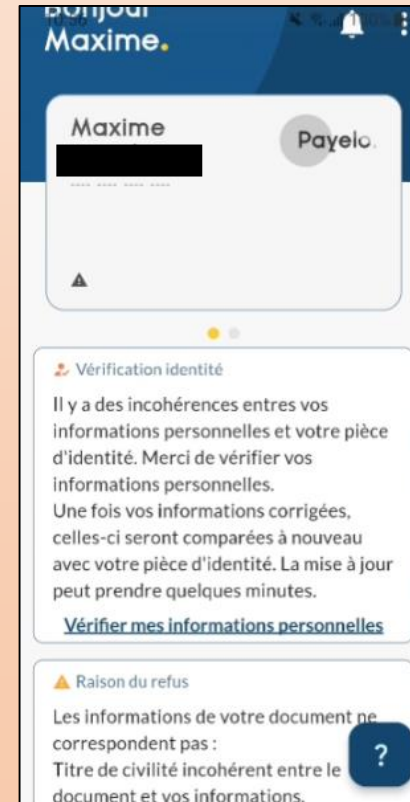 10:56
100%
Bonjour
Maxime.
Maxime
Payelo.
---- ---- ---- ----
Vérification identité
Il y a des incohérences entres vos
informations personnelles et votre pièce
d'identité. Merci de vérifier vos
informations personnelles.
Une fois vos informations corrigées,
celles-ci seront comparées à nouveau
avec votre pièce d'identité. La mise à jour
peut prendre quelques minutes.
Vérifier mes informations personnelles
Raison du refus
Les informations de votre document ne
correspondent pas :
Titre de civilité incohérent entre le
document et vos informations.
?